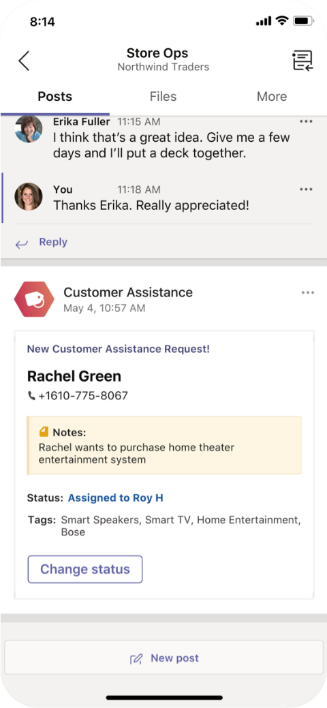 8:14
Store Ops
Northwind Traders
Posts
Files
More
Erika Fuller 11:15 AM
I think that's a great idea. Give me a few
days and I'll put a deck together.
You 11:18 AM
Thanks Erika. Really appreciated!
Reply
Customer Assistance
May 4, 10:57 AM
New Customer Assistance Request!
Rachel Green
+1610-775-8067
Notes:
Rachel wants to purchase home theater
entertainment system
Status: Assigned to Roy H
Tags: Smart Speakers, Smart TV, Home Entertainment,
Bose
Change status
New post